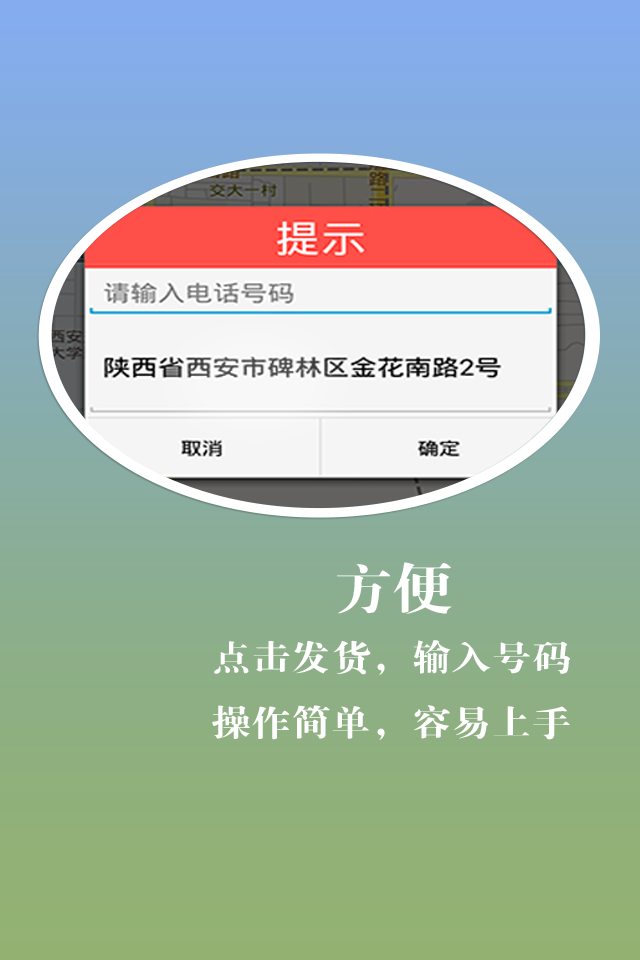 交大一村
提示
请输入电话号码
西安
大学
陕西省西安市碑林区金花南路2号
取消
确定
方便
点击发货，输入号码
操作简单，容易上手